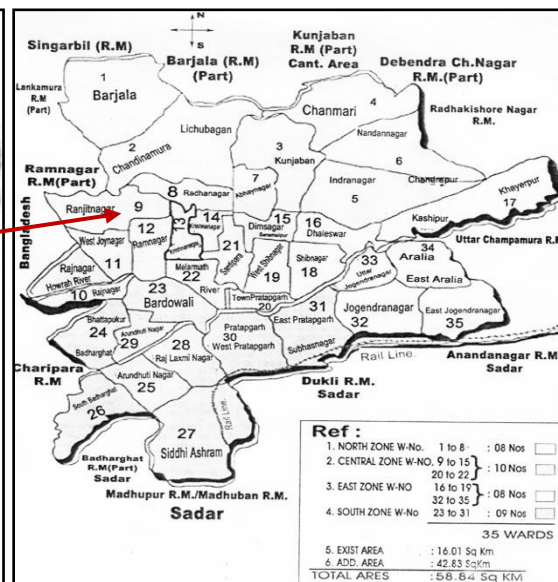 N
S
Singarbil (R.M)
Barjala (R.M)
(Part)
Kunjaban
R.M (Part)
Cant. Area
Debendra Ch.Nagar
R.M.(Part)
Lankamura
R.M
(Part)
1
Barjala
4
Chanmari
Radhakishore Nagar
R.M.
2
Chandinamura
Lichubagan
3
Kunjaban
Nandannagar
6
Chandrapur
Ramnagar
R.M(Part)
8
Radhanagar
7
Abhaynagar
Indranagar
5
Khayerpur
17
Kashipur
Bangladesh
Ranjitnagar
9
13
14
Krishnanagar
15
Dimsagar
16
Dhaleswar
Uttar Champamura R.M
West Joynagar
12
Ramnagar
21
Santipara
11
Rajnagar
Howrah River
Melarmath
22
River
19
West Shibnagar
Shibnagar
18
33
Uttar
Jogendranagar
34
Aralia
East Aralia
10
Rajnagar
23
Bardowali
Town Pratapgarh
20
31
East Pratapgarh
Jogendranagar
32
East Jogendranagar
35
Bhattapukur
24
Badharghat
Arundhuti Nagar
29
28
Raj Laxmi Nagar
Pratapgarh
30
West Pratapgarh
Subhasnagar
Rail Line.
Anandanagar R.M.
Sadar
Charipara
R.M
Arundhuti Nagar
25
Dukli R.M.
Sadar
South Badharghat
26
Rail Line.
27
Siddhi Ashram
Badharghat
R.M(Part)
Sadar
Madhupur R.M./Madhuban R.M.
Sadar
Ref :
1. NORTH ZONE W-No. 1 to 8 : 08 Nos
2. CENTRAL ZONE W-NO. 9 to 15
20 to 22 } : 10 Nos
3. EAST ZONE W-NO 16 to 19
32 to 35 } : 08 Nos
4. SOUTH ZONE W-No 23 to 31 : 09 Nos
35 WARDS
5. EXIST AREA : 16.01 Sq Km
6. ADD. AREA : 42.83 SqKm
TOTAL ARES : 58.84 Sq KM